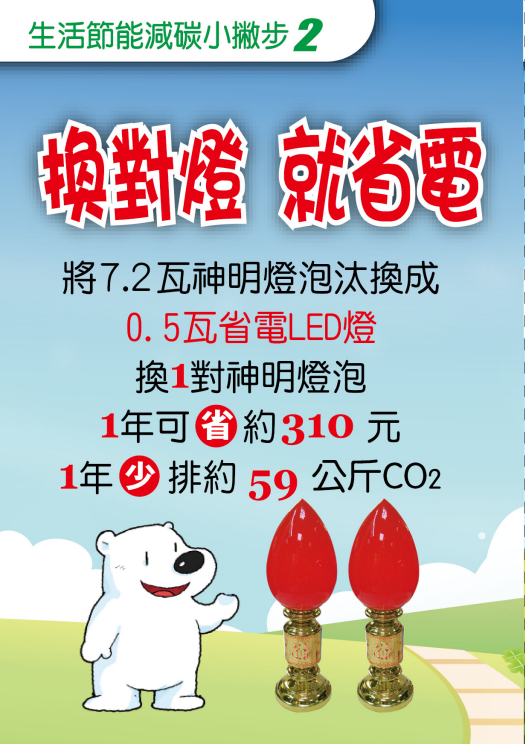 生活節能減碳小撇步2
換對燈 就省電
將7.2瓦神明燈泡汰換成
0.5瓦省電LED燈
換1對神明燈泡
1年可省約310元
1年少排約59公斤CO2